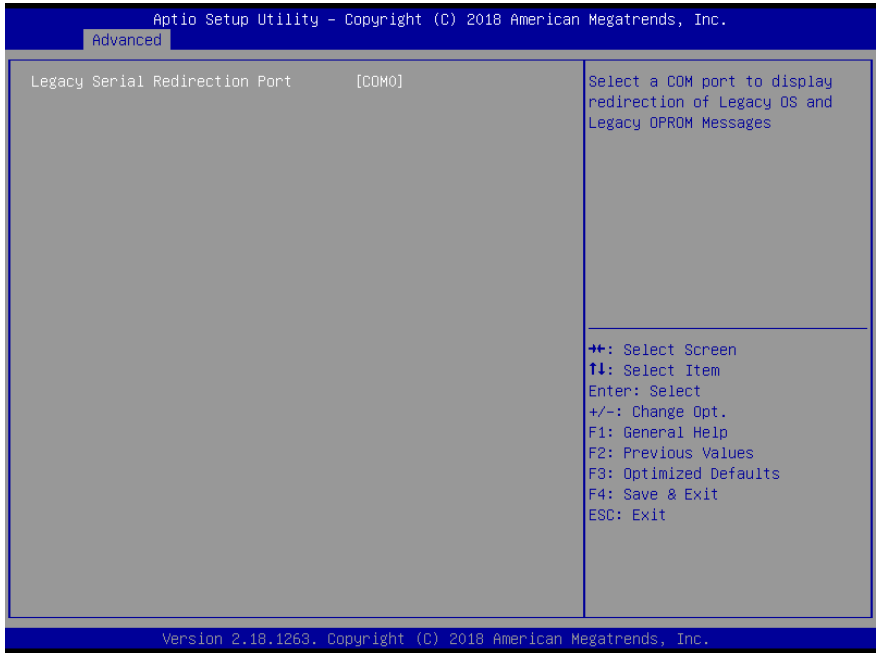 Aptio Setup Utility – Copyright (C) 2018 American Megatrends, Inc.
Advanced
Legacy Serial Redirection Port [COM0]
Select a COM port to display
redirection of Legacy OS and
Legacy OPROM Messages
→←: Select Screen
↑↓: Select Item
Enter: Select
+/-: Change Opt.
F1: General Help
F2: Previous Values
F3: Optimized Defaults
F4: Save & Exit
ESC: Exit
Version 2.18.1263. Copyright (C) 2018 American Megatrends, Inc.